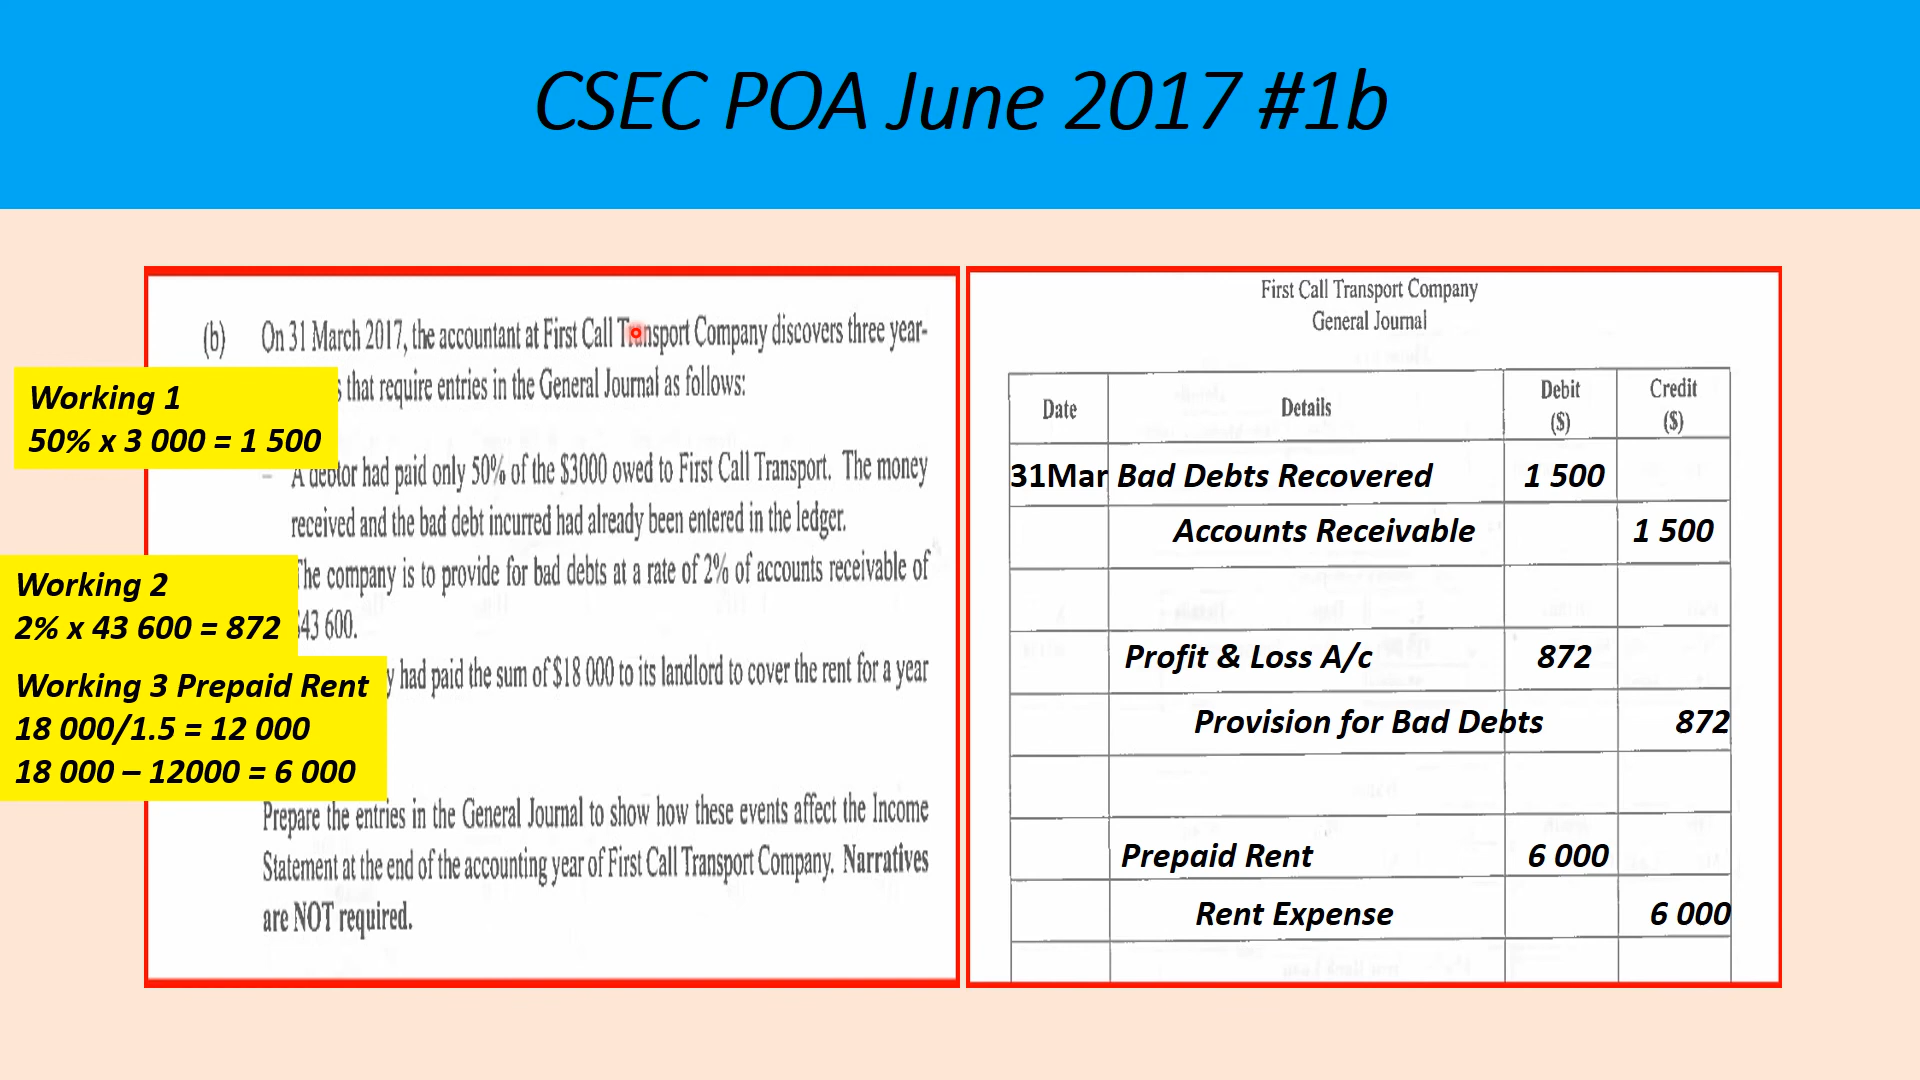 CSEC POA June 2017 #1b
(b) On 31 March 2017, the accountant at First Call Transport Company discovers three year-
that require entries in the General Journal as follows:
Working 1
50% x 3 000 = 1 500
– A debtor had paid only 50% of the $3000 owed to First Call Transport. The money
received and the bad debt incurred had already been entered in the ledger.
The company is to provide for bad debts at a rate of 2% of accounts receivable of
$43 600.
Working 2
2% x 43 600 = 872
had paid the sum of $18 000 to its landlord to cover the rent for a year
Working 3 Prepaid Rent
18 000/1.5 = 12 000
18 000 – 12000 = 6 000
Prepare the entries in the General Journal to show how these events affect the Income
Statement at the end of the accounting year of First Call Transport Company. Narratives
are NOT required.
First Call Transport Company
General Journal
Date Details Debit ($) Credit ($)
31Mar Bad Debts Recovered 1 500
Accounts Receivable 1 500
Profit & Loss A/c 872
Provision for Bad Debts 872
Prepaid Rent 6 000
Rent Expense 6 000